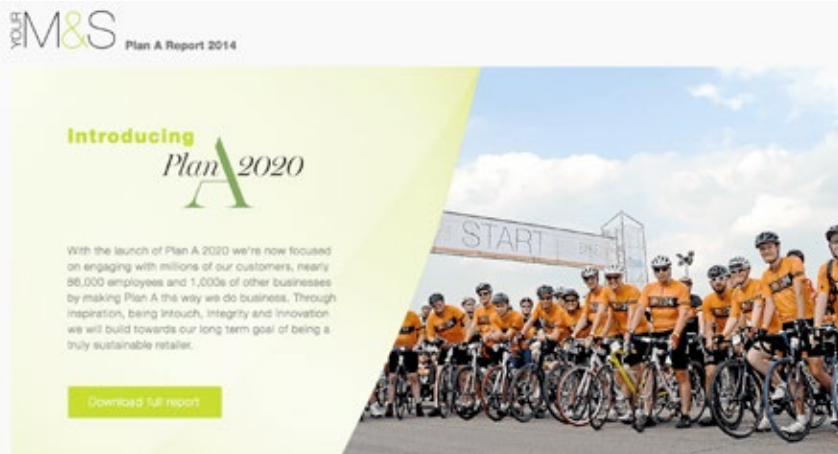 YOUR
M&S
Plan A Report 2014
Introducing
Plan A 2020
With the launch of Plan A 2020 we're now focused
on engaging with millions of our customers, nearly
86,000 employees and 1,000s of other businesses
by making Plan A the way we do business. Through
Inspiration, being Intouch, Integrity and Innovation
we will build towards our long term goal of being a
truly sustainable retailer.
Download full report
START